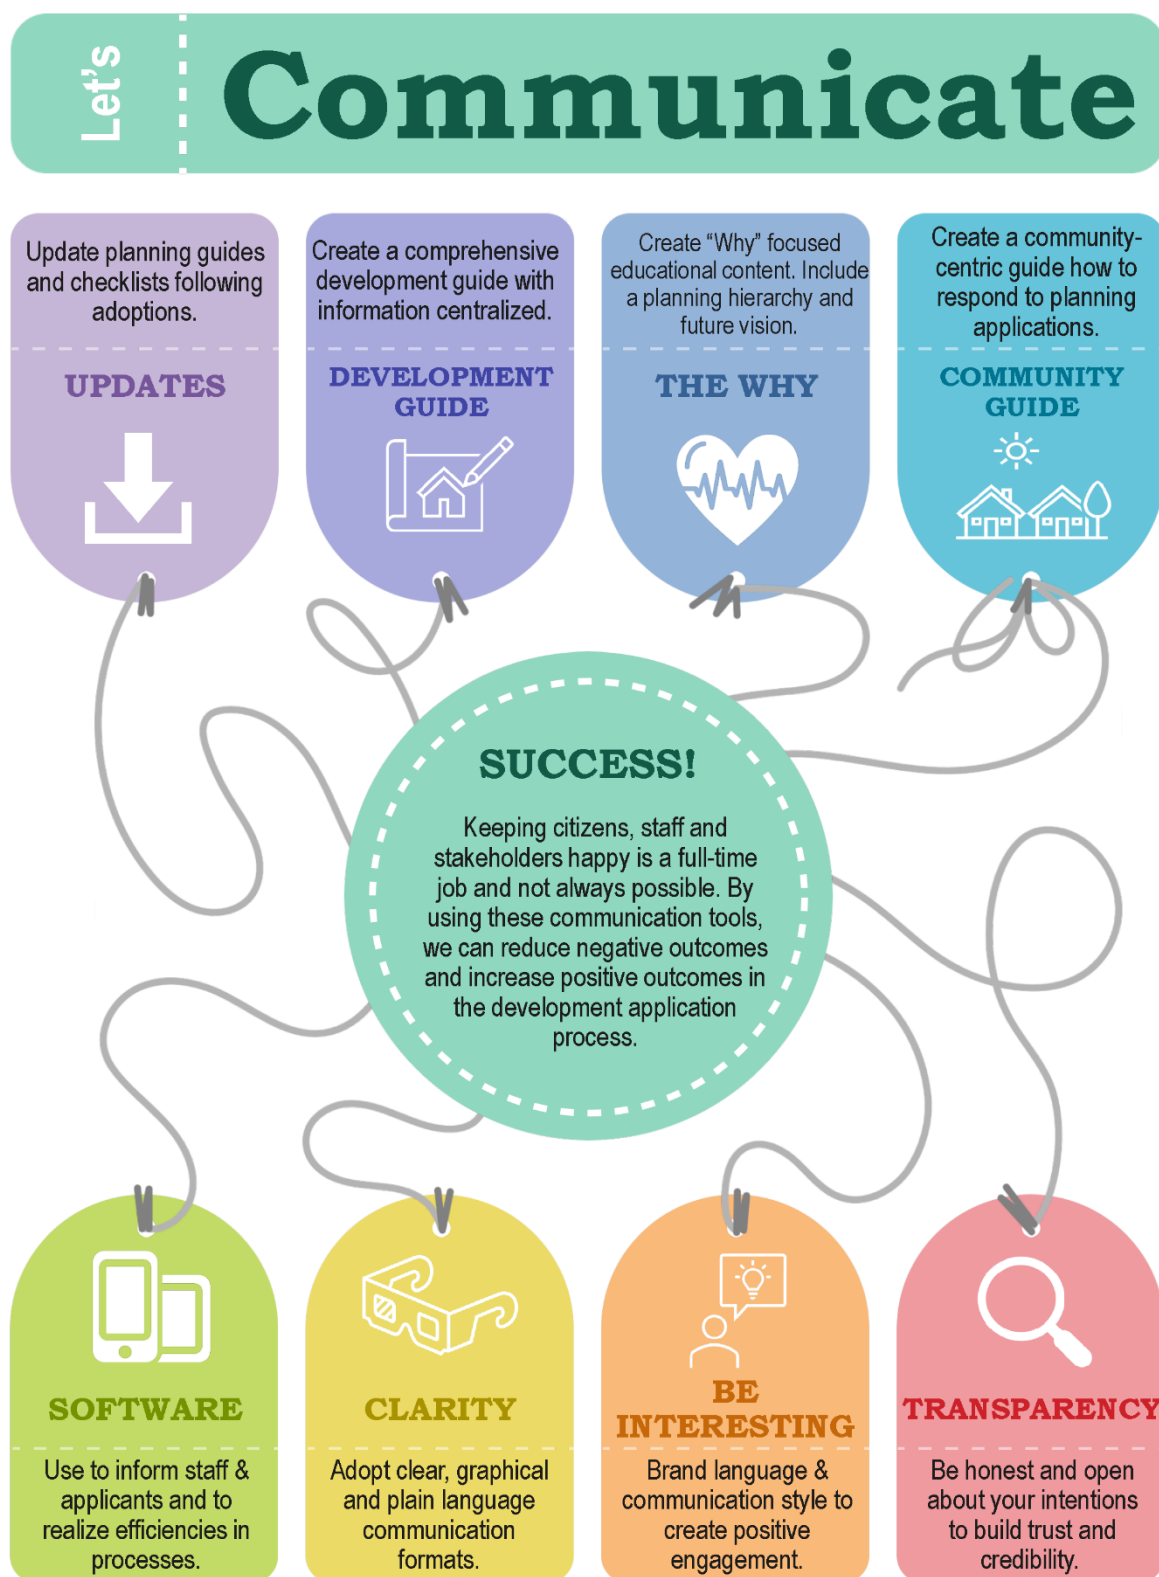 Let's
Communicate
Update planning guides
and checklists following
adoptions.
UPDATES
Create a comprehensive
development guide with
information centralized.
DEVELOPMENT
GUIDE
Create “Why” focused
educational content. Include
a planning hierarchy and
future vision.
THE WHY
Create a community-
centric guide how to
respond to planning
applications.
COMMUNITY
GUIDE
SUCCESS!
Keeping citizens, staff and
stakeholders happy is a full-time
job and not always possible. By
using these communication tools,
we can reduce negative outcomes
and increase positive outcomes in
the development application
process.
SOFTWARE
Use to inform staff &
applicants and to
realize efficiencies in
processes.
CLARITY
Adopt clear, graphical
and plain language
communication
formats.
BE
INTERESTING
Brand language &
communication style to
create positive
engagement.
TRANSPARENCY
Be honest and open
about your intentions
to build trust and
credibility.